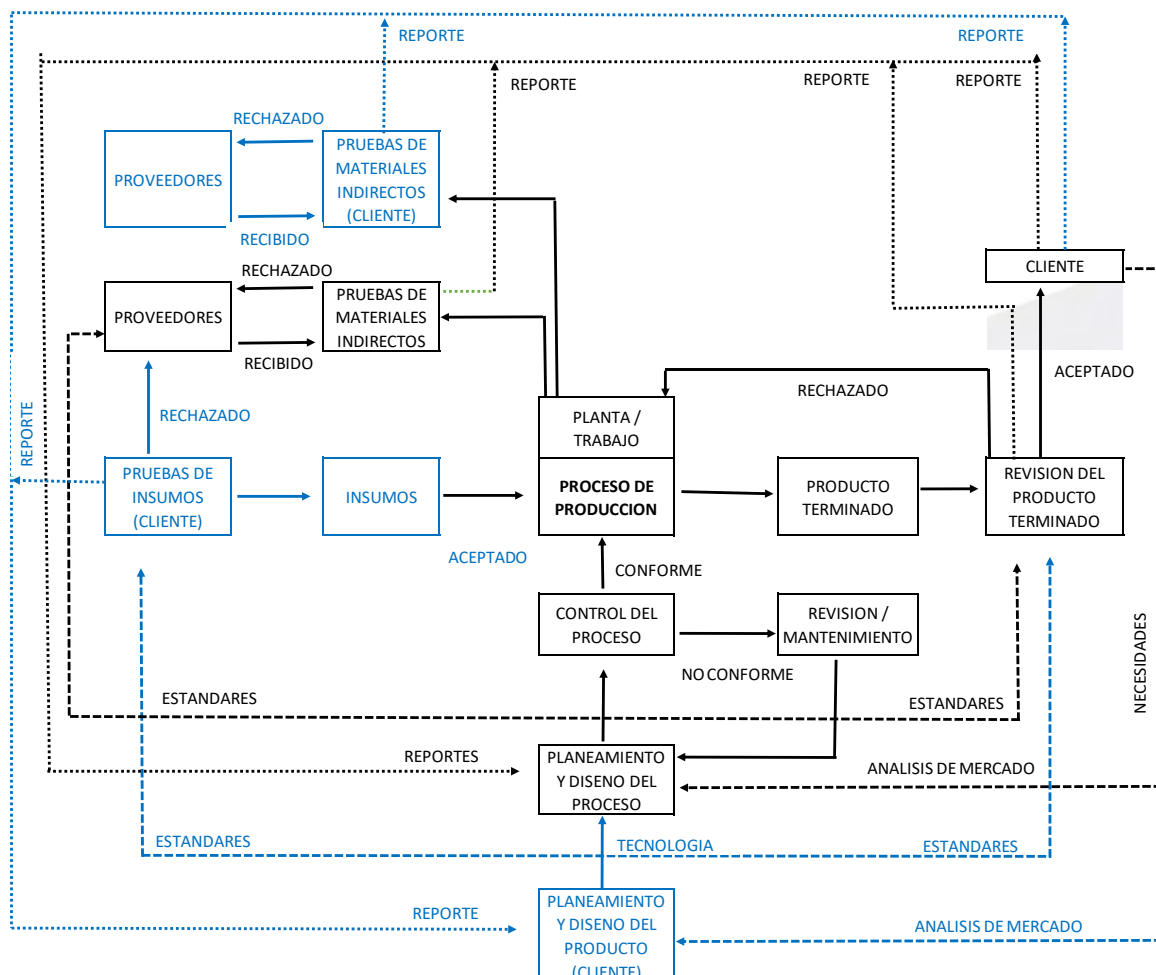 REPORTE
REPORTE
REPORTE
REPORTE
REPORTE
RECHAZADO
PROVEEDORES
PRUEBAS DE
MATERIALES
INDIRECTOS
(CLIENTE)
RECIBIDO
RECHAZADO
PROVEEDORES
PRUEBAS DE
MATERIALES
INDIRECTOS
RECIBIDO
CLIENTE
ACEPTADO
RECHAZADO
RECHAZADO
REPORTE
PLANTA /
TRABAJO
PRUEBAS DE
INSUMOS
(CLIENTE)
INSUMOS
PROCESO DE
PRODUCCION
PRODUCTO
TERMINADO
REVISION DEL
PRODUCTO
TERMINADO
ACEPTADO
CONFORME
CONTROL DEL
PROCESO
REVISION /
MANTENIMIENTO
NO CONFORME
NECESIDADES
ESTANDARES
ESTANDARES
REPORTES
PLANEAMIENTO
Y DISENO DEL
PROCESO
ANALISIS DE MERCADO
ESTANDARES
TECNOLOGIA
ESTANDARES
REPORTE
PLANEAMIENTO
Y DISENO DEL
PRODUCTO
(CLIENTE)
ANALISIS DE MERCADO